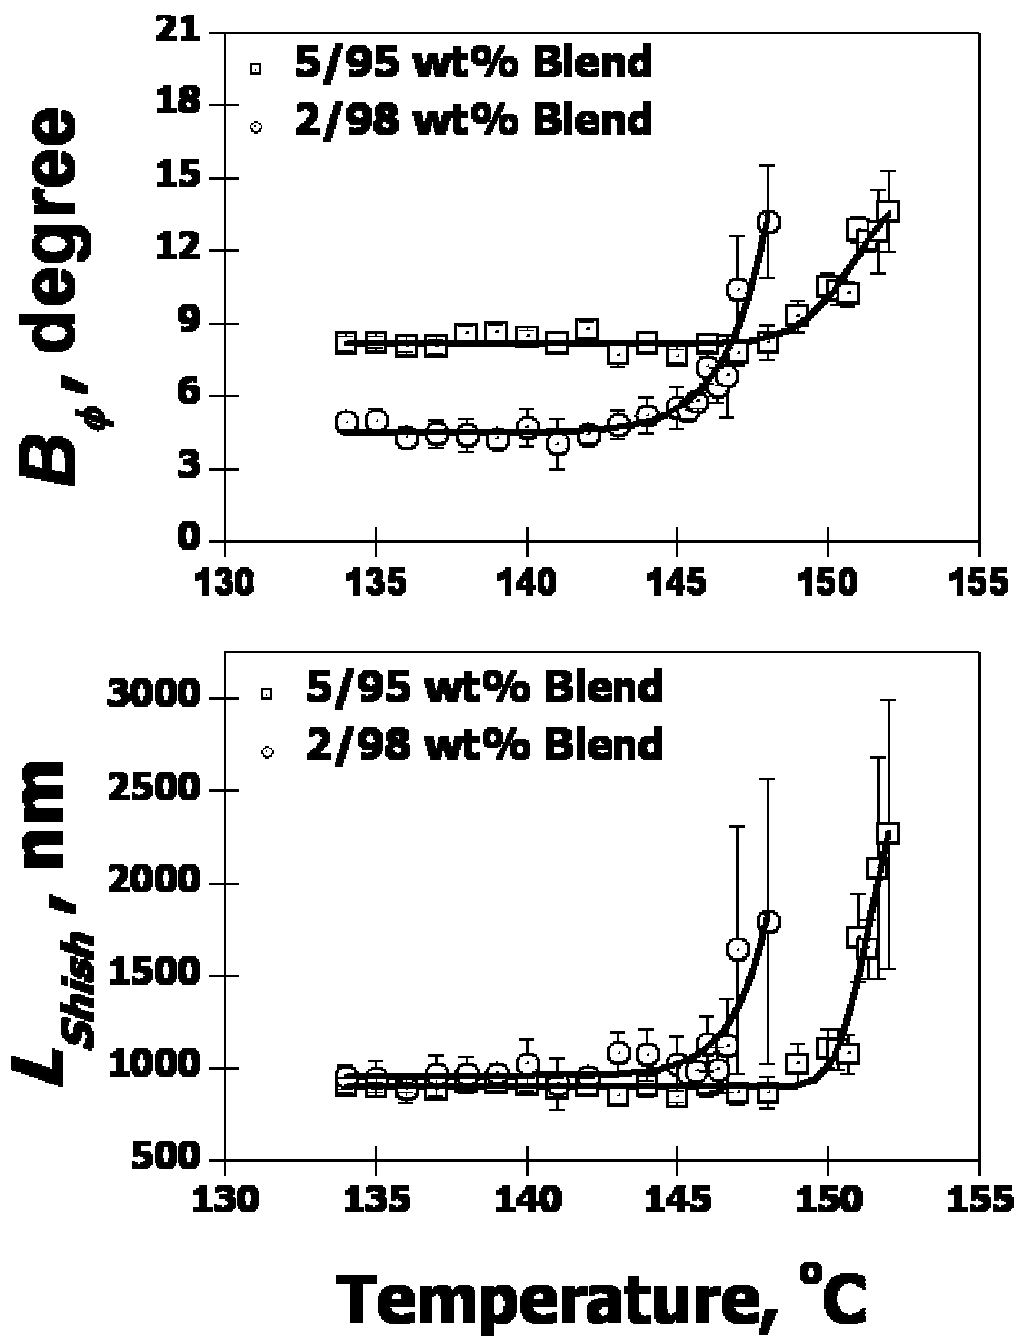 21
18
15
12
9
6
3
0
B_ϕ, degree
5/95 wt% Blend
2/98 wt% Blend
130 135 140 145 150 155
3000
2500
2000
1500
1000
500
L_Shish, nm
5/95 wt% Blend
2/98 wt% Blend
130 135 140 145 150 155
Temperature, °C